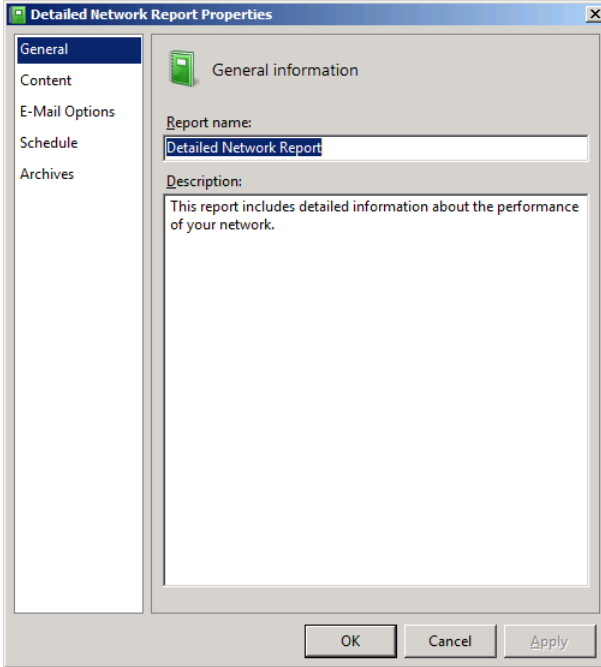 Detailed Network Report Properties
General
Content
E-Mail Options
Schedule
Archives
General information
Report name:
Detailed Network Report
Description:
This report includes detailed information about the performance
of your network.
OK
Cancel
Apply